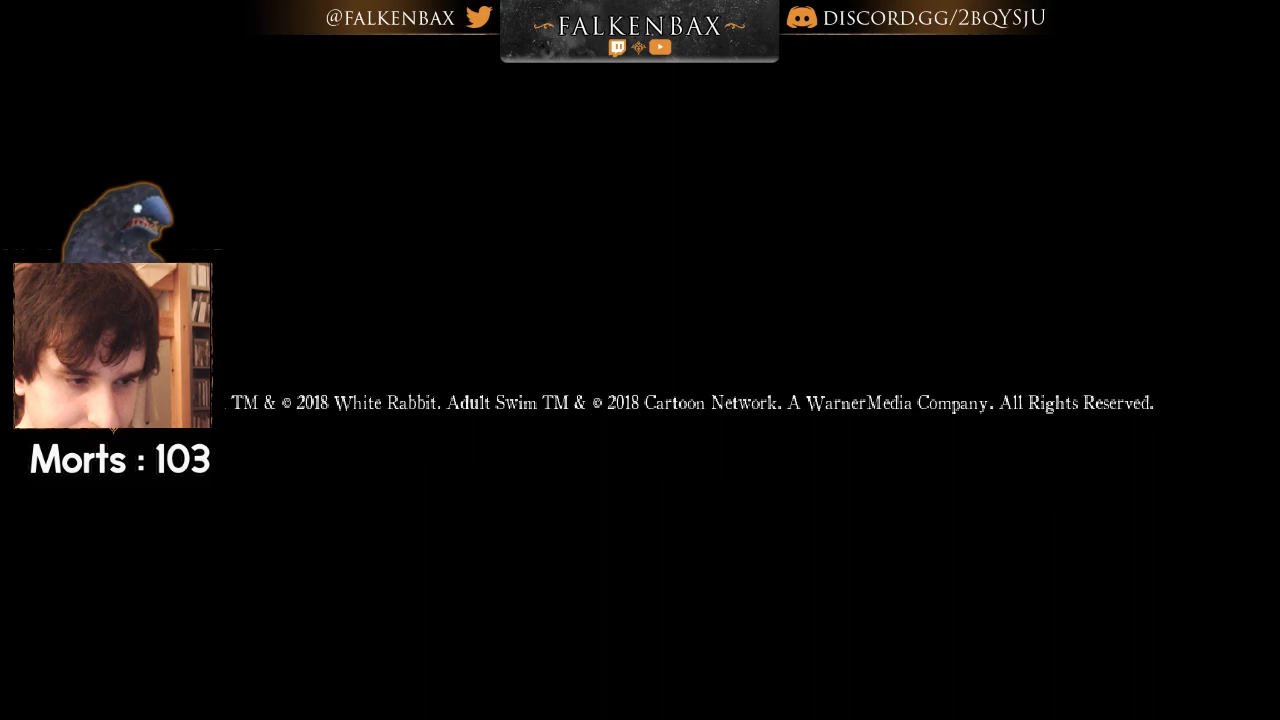 @FALKENBAX
FALKENBAX
DISCORD.GG/2BQYSJU
TM & © 2018 White Rabbit. Adult Swim TM & © 2018 Cartoon Network. A WarnerMedia Company. All Rights Reserved.
Morts : 103